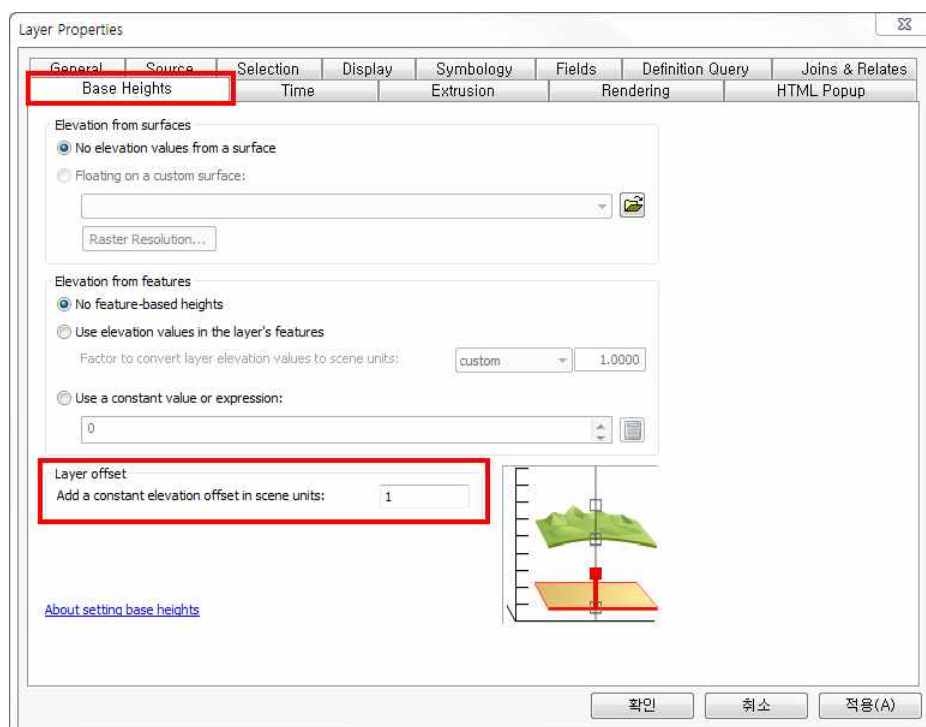 Layer Properties
General Source Selection Display Symbology Fields Definition Query Joins & Relates
Base Heights Time Extrusion Rendering HTML Popup
Elevation from surfaces
No elevation values from a surface
Floating on a custom surface:
Raster Resolution...
Elevation from features
No feature-based heights
Use elevation values in the layer's features
Factor to convert layer elevation values to scene units: custom 1.0000
Use a constant value or expression:
0
Layer offset
Add a constant elevation offset in scene units: 1
About setting base heights
확인 취소 적용(A)